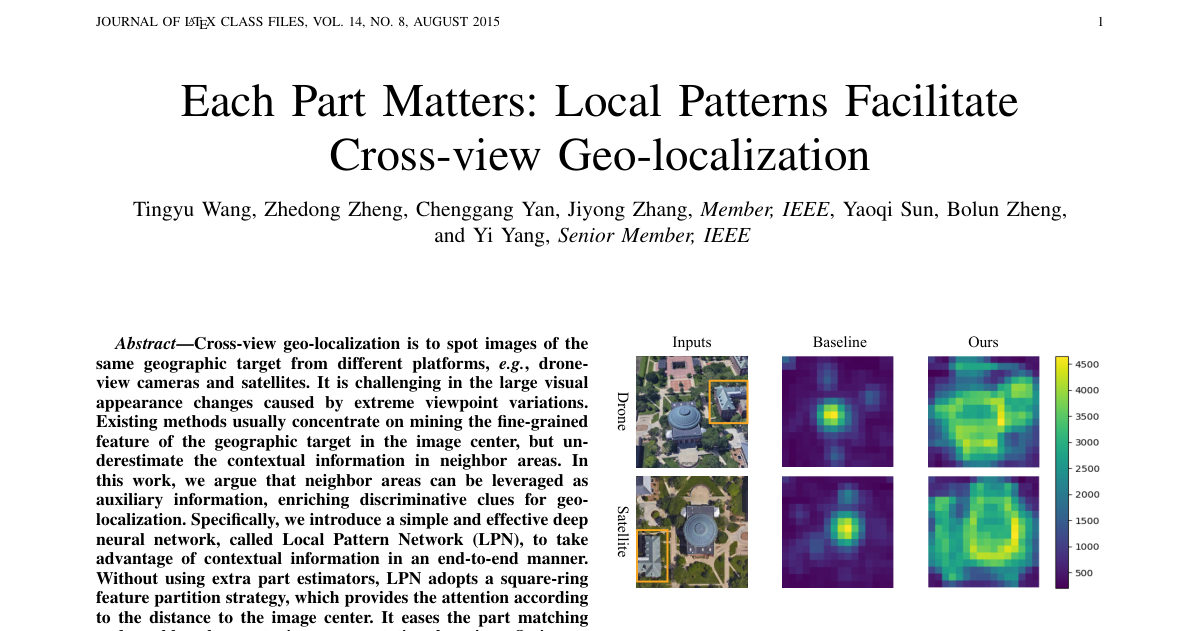 JOURNAL OF LATEX CLASS FILES, VOL. 14, NO. 8, AUGUST 2015 1
Each Part Matters: Local Patterns Facilitate
Cross-view Geo-localization
Tingyu Wang, Zhedong Zheng, Chenggang Yan, Jiyong Zhang, Member, IEEE, Yaoqi Sun, Bolun Zheng,
and Yi Yang, Senior Member, IEEE
Abstract—Cross-view geo-localization is to spot images of the
same geographic target from different platforms, e.g., drone-
view cameras and satellites. It is challenging in the large visual
appearance changes caused by extreme viewpoint variations.
Existing methods usually concentrate on mining the fine-grained
feature of the geographic target in the image center, but un-
derestimate the contextual information in neighbor areas. In
this work, we argue that neighbor areas can be leveraged as
auxiliary information, enriching discriminative clues for geo-
localization. Specifically, we introduce a simple and effective deep
neural network, called Local Pattern Network (LPN), to take
advantage of contextual information in an end-to-end manner.
Without using extra part estimators, LPN adopts a square-ring
feature partition strategy, which provides the attention according
to the distance to the image center. It eases the part matching
Inputs Baseline Ours
Drone
Satellite
4500
4000
3500
3000
2500
2000
1500
1000
500